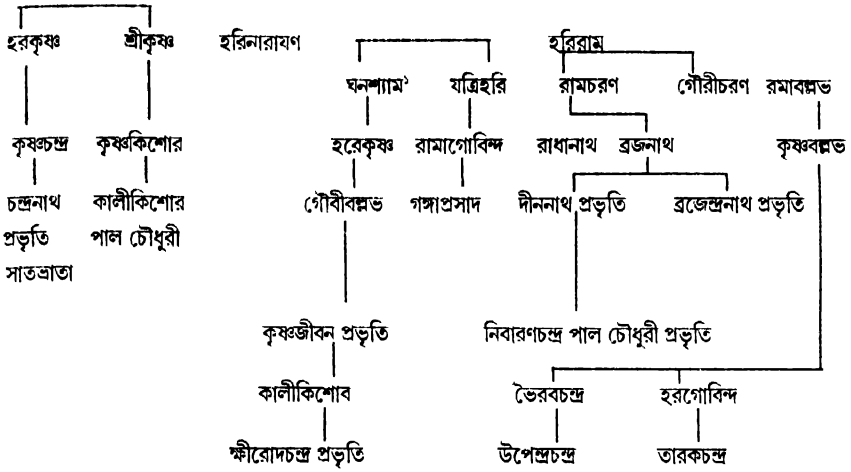 হরকৃষ্ণ শ্রীকৃষ্ণ হরিনারায়ণ হরিরাম
ঘনশ্যাম¹ যত্রিহরি রামচরণ গৌরীচরণ রমাবল্লভ
কৃষ্ণচন্দ্র কৃষ্ণকিশোর হরেকৃষ্ণ রামাগোবিন্দ রাধানাথ ব্রজনাথ কৃষ্ণবল্লভ
চন্দ্রনাথ কালীকিশোর গৌবীবল্লভ গঙ্গাপ্রসাদ দীননাথ প্রভৃতি ব্রজেন্দ্রনাথ প্রভৃতি
প্রভৃতি পাল চৌধুরী
সাতভ্রাতা
কৃষ্ণজীবন প্রভৃতি নিবারণচন্দ্র পাল চৌধুরী প্রভৃতি
কালীকিশোব ভৈরবচন্দ্র হরগোবিন্দ
ক্ষীরোদচন্দ্র প্রভৃতি উপেন্দ্রচন্দ্র তারকচন্দ্র